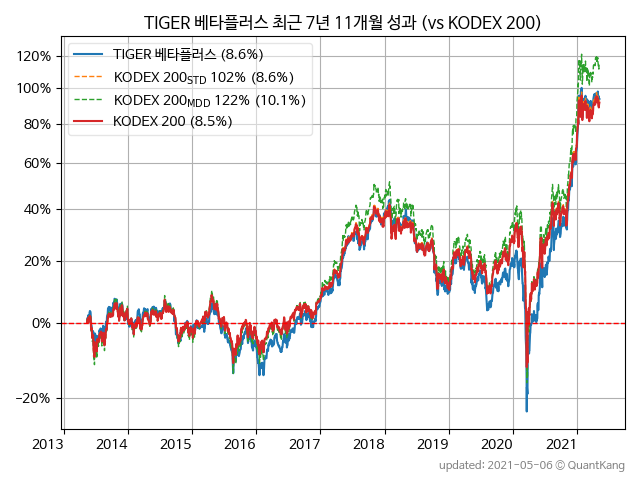 TIGER 베타플러스 최근 7년 11개월 성과 (vs KODEX 200)
TIGER 베타플러스 (8.6%)
KODEX 200STD 102% (8.6%)
KODEX 200MDD 122% (10.1%)
KODEX 200 (8.5%)
120%
100%
80%
60%
40%
20%
0%
−20%
2013 2014 2015 2016 2017 2018 2019 2020 2021
updated: 2021-05-06 © QuantKang